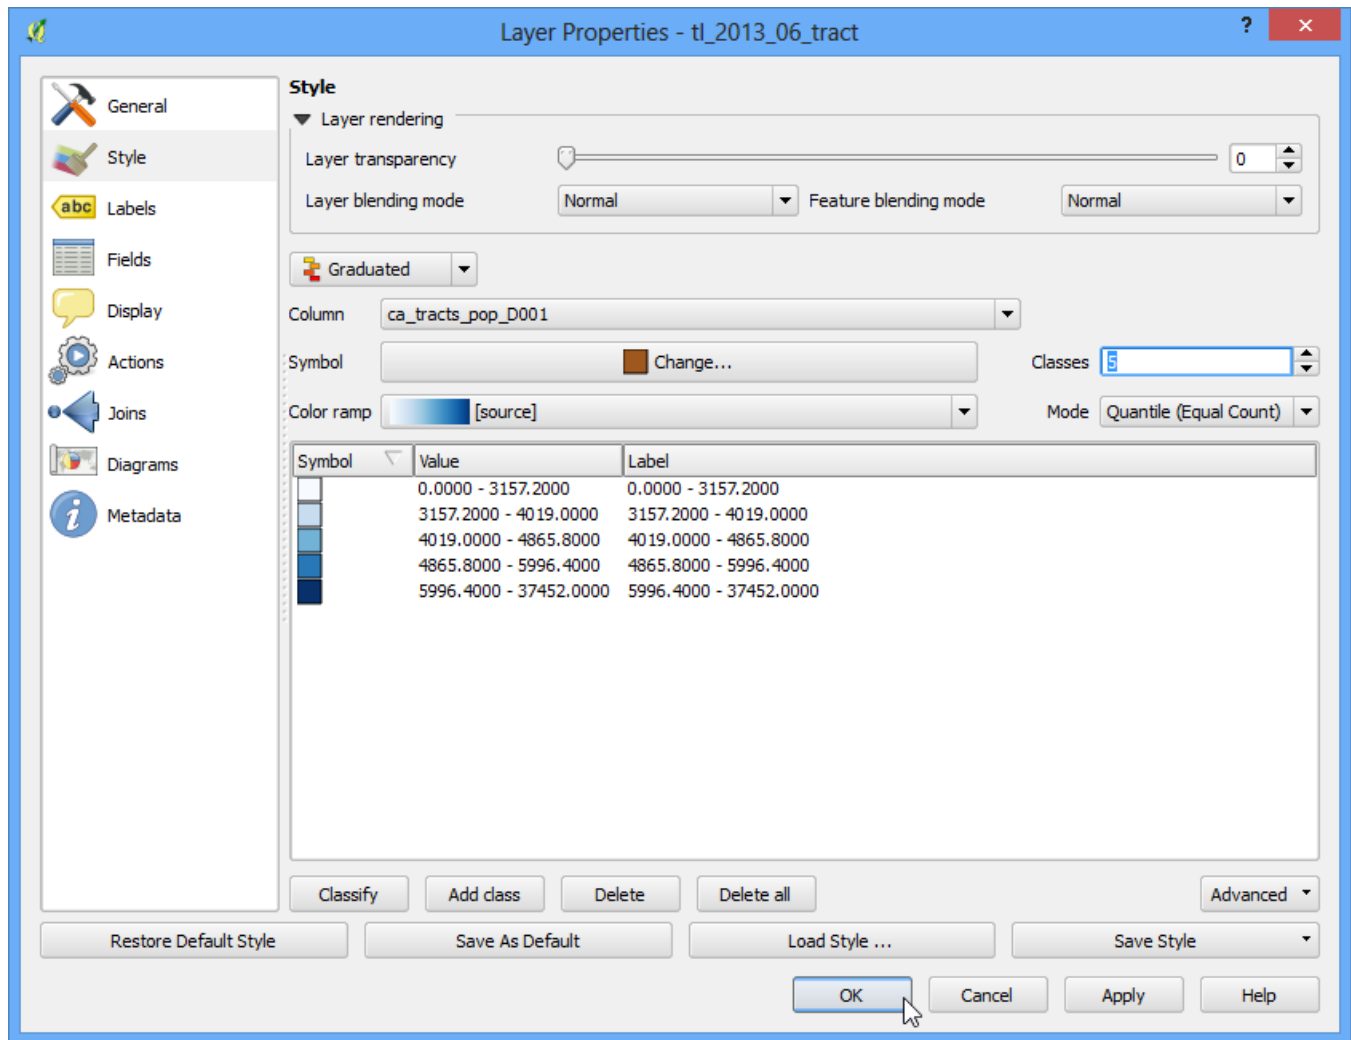 Layer Properties - tl_2013_06_tract
?
General
Style
abc Labels
Fields
Display
Actions
Joins
Diagrams
Metadata
Style
Layer rendering
Layer transparency 0
Layer blending mode Normal Feature blending mode Normal
Graduated
Column ca_tracts_pop_D001
Symbol Change... Classes 5
Color ramp [source] Mode Quantile (Equal Count)
Symbol Value Label
0.0000 - 3157.2000 0.0000 - 3157.2000
3157.2000 - 4019.0000 3157.2000 - 4019.0000
4019.0000 - 4865.8000 4019.0000 - 4865.8000
4865.8000 - 5996.4000 4865.8000 - 5996.4000
5996.4000 - 37452.0000 5996.4000 - 37452.0000
Classify Add class Delete Delete all Advanced
Restore Default Style Save As Default Load Style ... Save Style
OK Cancel Apply Help